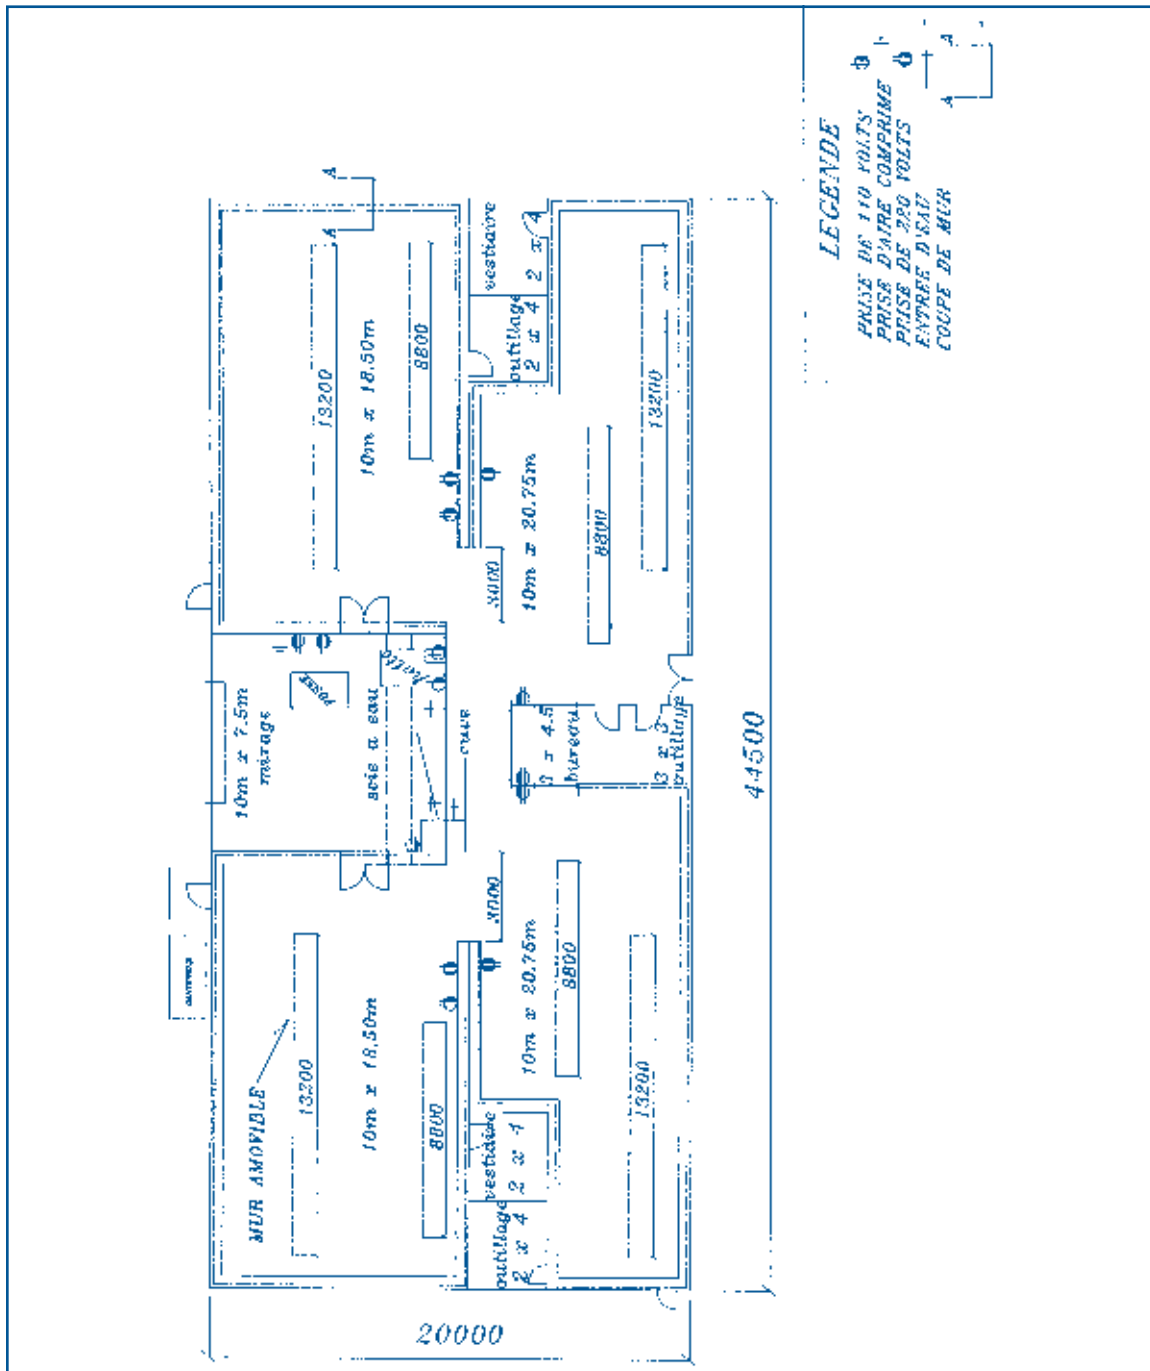 LEGENDE
PRISE DE 110 VOLTS
PRISE D'AIRE COMPRIME
PRISE DE 220 VOLTS
ENTREE D'EAU
COUPE DE MUR
A
A
A
A
vestiaire
2 x 4
outillage
2 x 4
13200
10m x 18,50m
8800
10m x 20.75m
8800
13200
3000
10m x 7.5m
mirage
scie a eau
3 x 4.5
bureau
3 x 3
outillage
44500
3000
10m x 20.75m
8800
13200
MUR AMOVIBLE
13200
10m x 18,50m
8800
vestiaire
2 x 4
outillage
2 x 4
20000